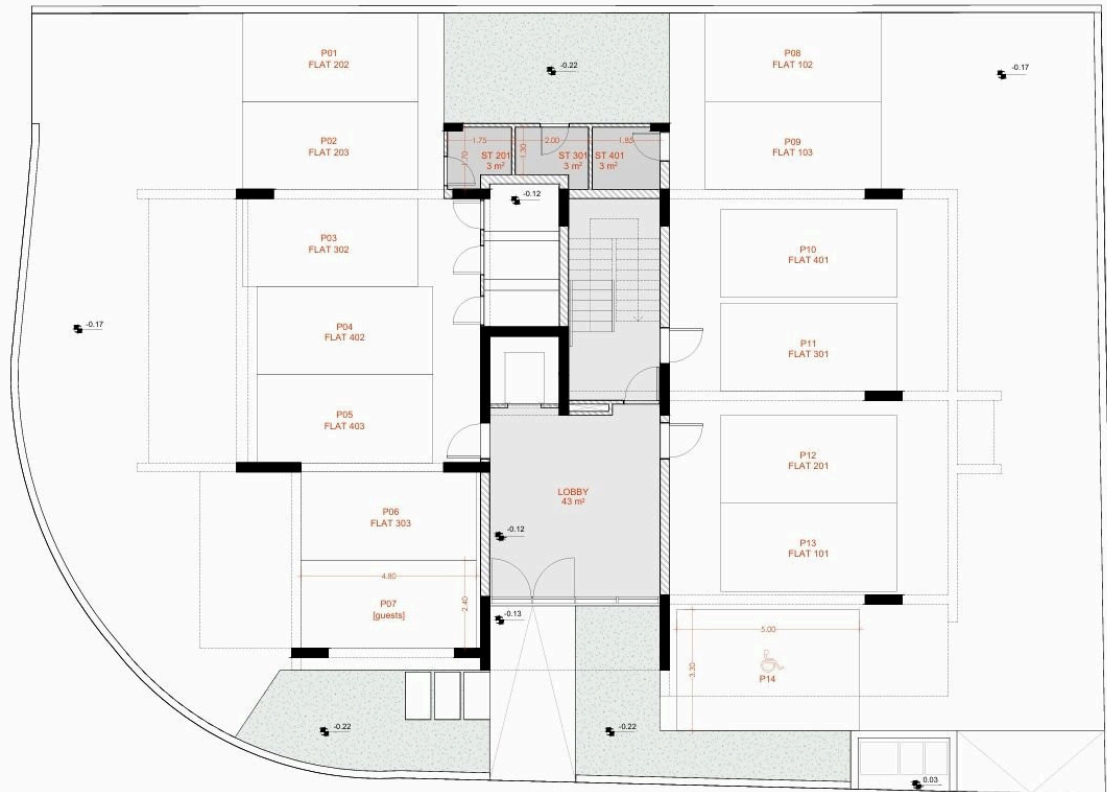 P01
FLAT 202
-0.22
P08
FLAT 102
-0.17
P02
FLAT 203
P09
FLAT 103
1.75
2.00
1.85
1.70
1.30
ST 201
3 m²
ST 301
3 m²
ST 401
3 m²
-0.12
P03
FLAT 302
P10
FLAT 401
-0.17
P04
FLAT 402
P11
FLAT 301
P05
FLAT 403
P12
FLAT 201
LOBBY
43 m²
P06
FLAT 303
-0.12
P13
FLAT 101
4.80
2.40
P07
[guests]
-0.13
5.00
3.30
P14
-0.22
-0.22
0.03